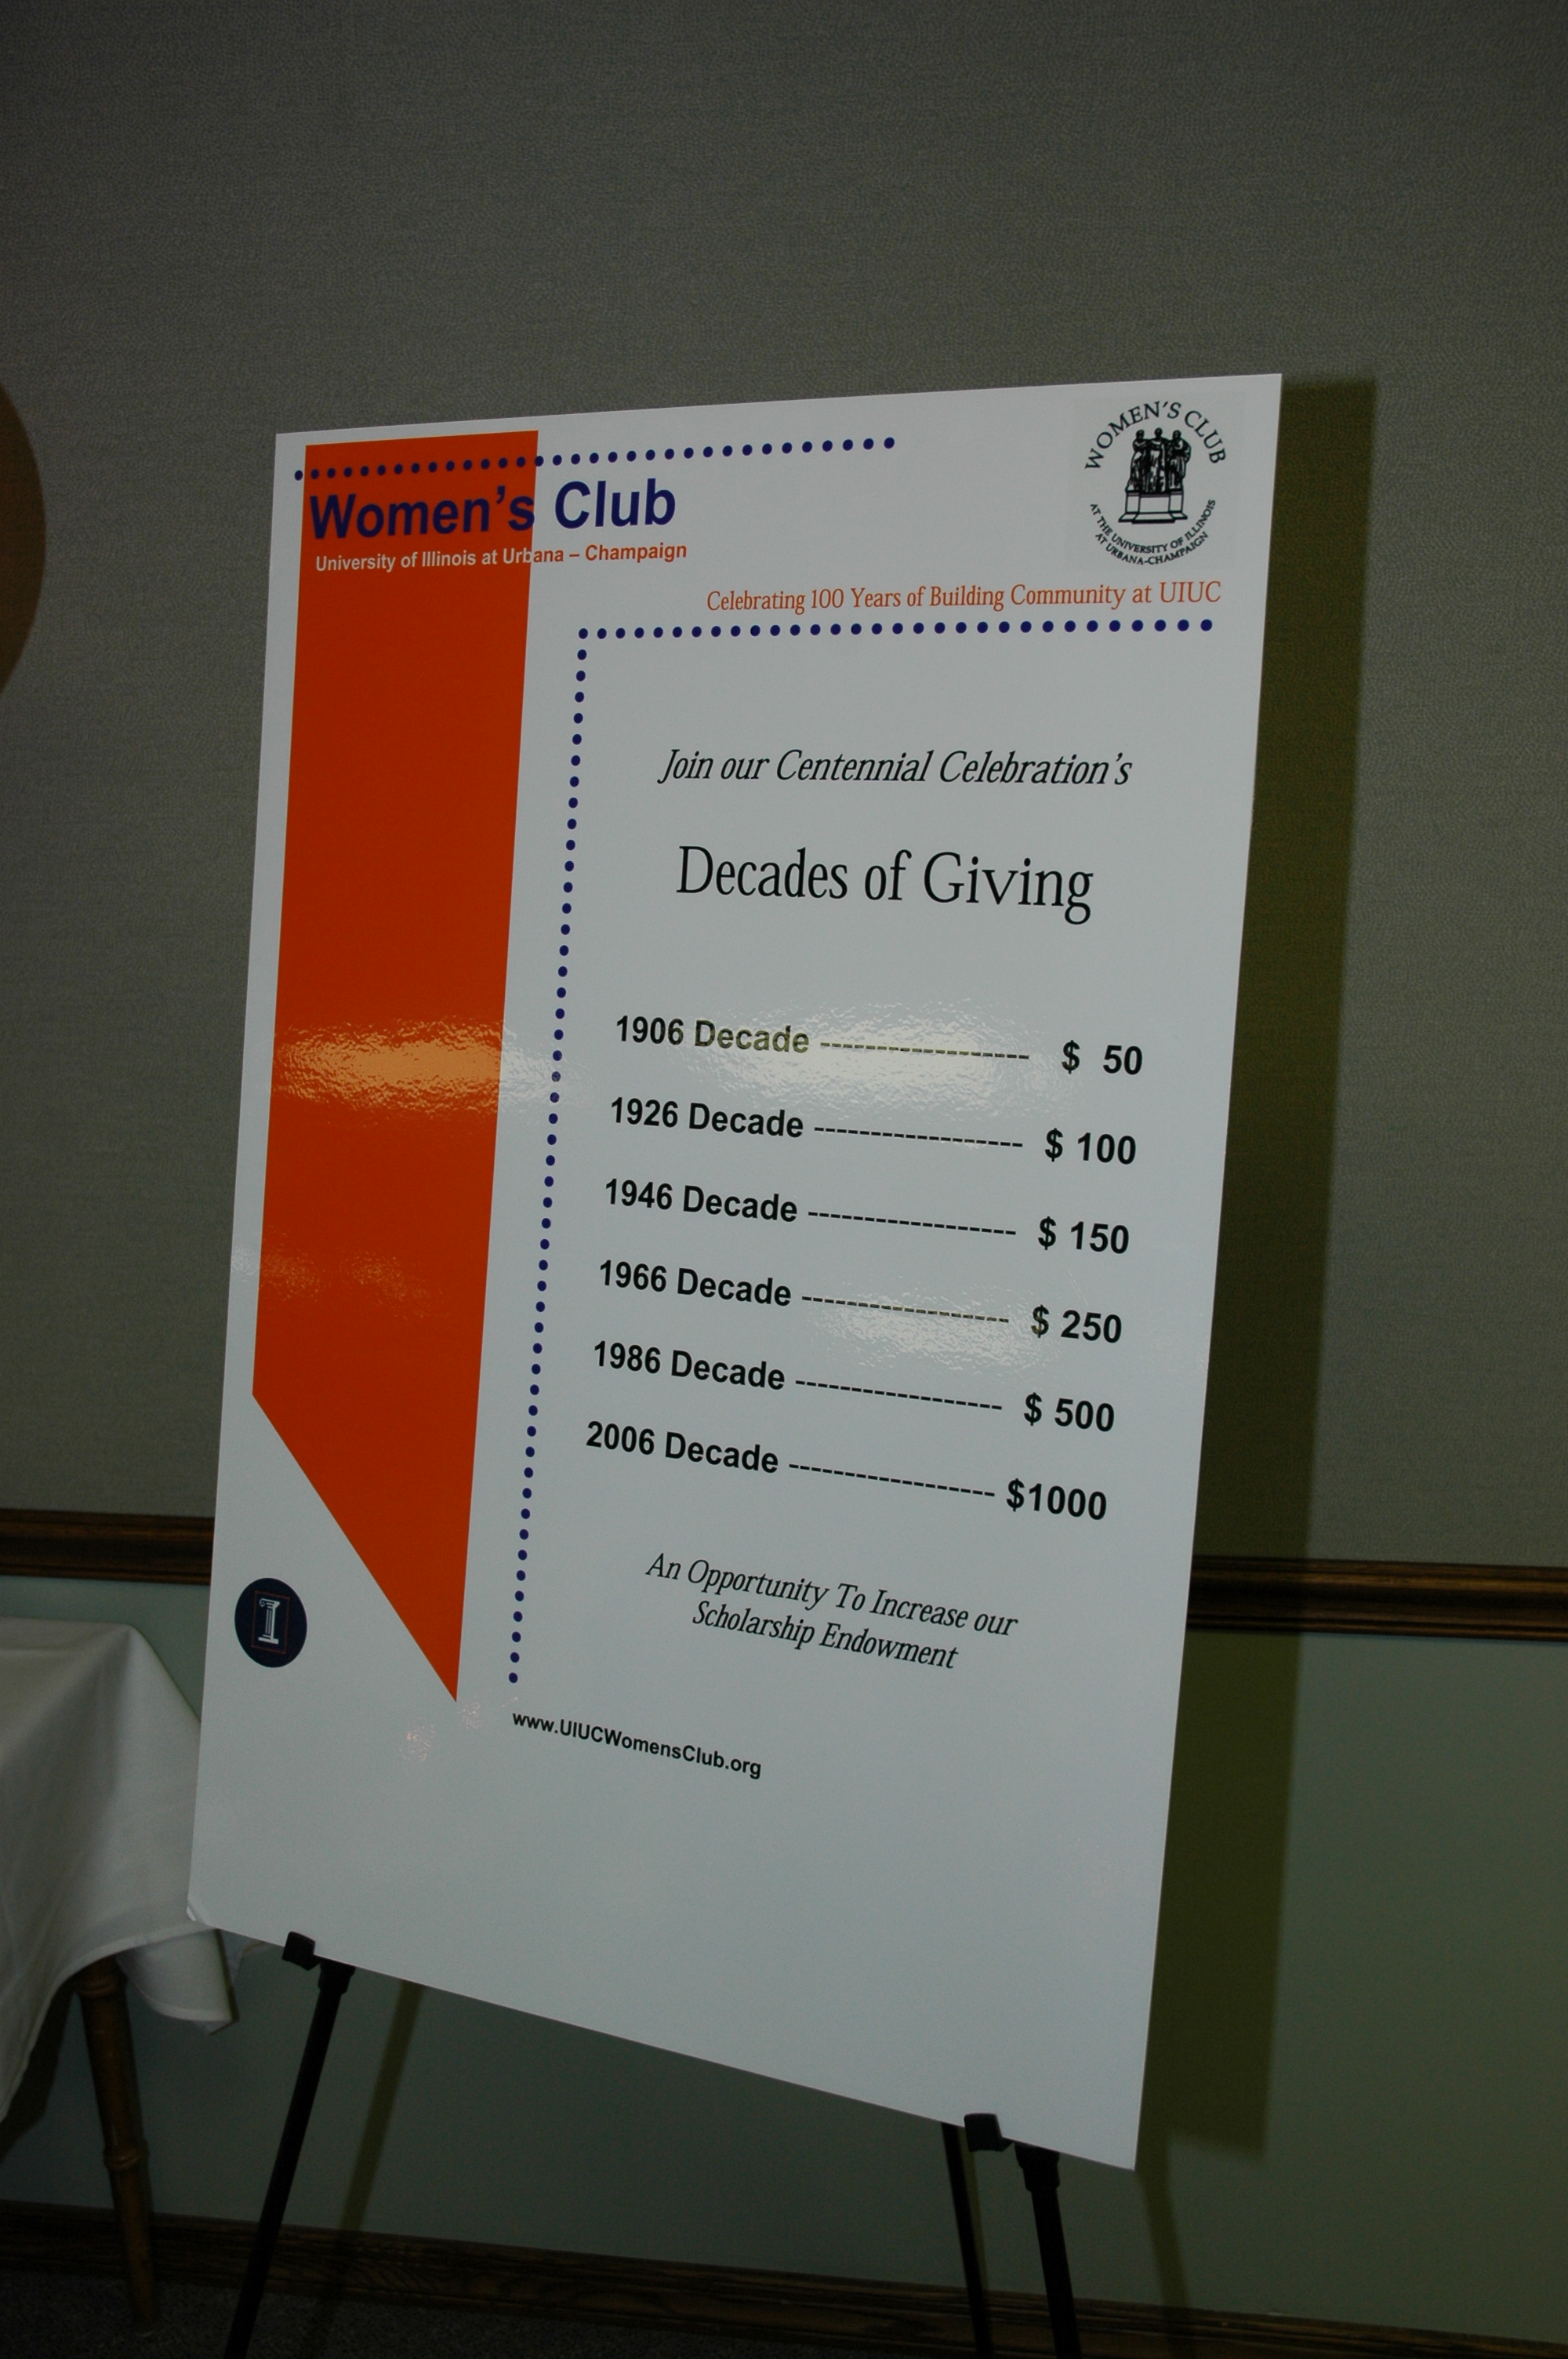 Women's Club
University of Illinois at Urbana – Champaign
WOMEN'S CLUB
AT THE UNIVERSITY OF ILLINOIS
AT URBANA-CHAMPAIGN
Celebrating 100 Years of Building Community at UIUC
Join our Centennial Celebration's
Decades of Giving
1906 Decade ------------------- $ 50
1926 Decade ------------------- $ 100
1946 Decade ------------------- $ 150
1966 Decade ------------------- $ 250
1986 Decade ------------------- $ 500
2006 Decade ------------------- $1000
An Opportunity To Increase our
Scholarship Endowment
I
www.UIUCWomensClub.org